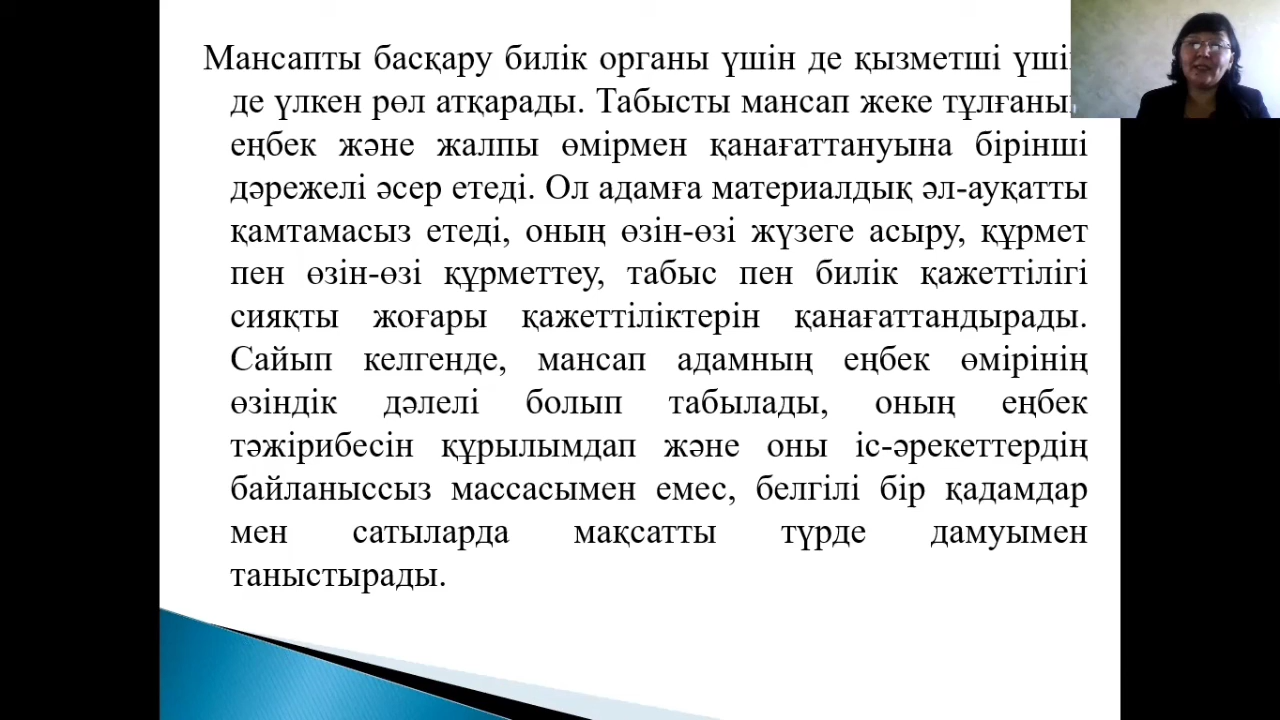 Мансапты басқару билік органы үшін де қызметші
де үлкен рөл атқарады. Табысты мансап жеке
еңбек және жалпы өмірмен қанағаттануына бірінші
дәрежелі әсер етеді. Ол адамға материалдық әл-ауқатты
қамтамасыз етеді, оның өзін-өзі жүзеге асыру, құрмет
пен өзін-өзі құрметтеу, табыс пен билік қажеттілігі
сияқты жоғары қажеттіліктерін қанағаттандырады.
Сайып келгенде, мансап адамның еңбек өмірінің
өзіндік дәлелі болып табылады, оның еңбек
тәжірибесін құрылымдап және оны іс-әрекеттердің
байланыссыз массасымен емес, белгілі бір қадамдар
мен сатыларда мақсатты түрде дамуымен
таныстырады.